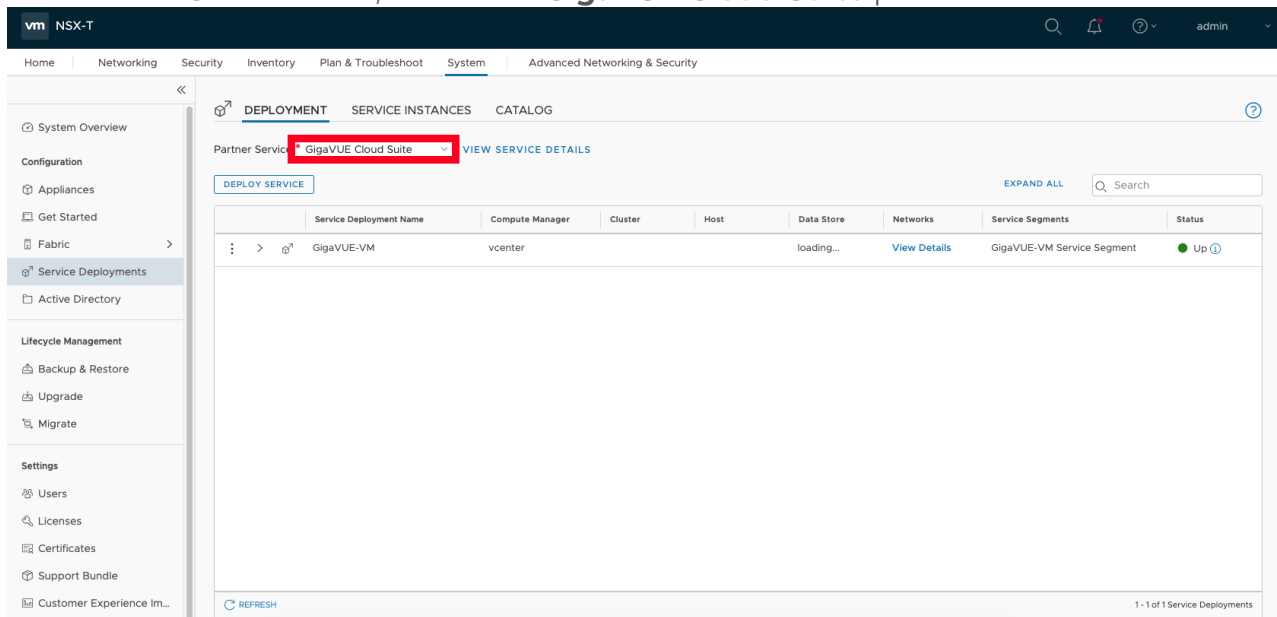 vm NSX-T admin
Home Networking Security Inventory Plan & Troubleshoot System Advanced Networking & Security
System Overview
Configuration
Appliances
Get Started
Fabric
Service Deployments
Active Directory
Lifecycle Management
Backup & Restore
Upgrade
Migrate
Settings
Users
Licenses
Certificates
Support Bundle
Customer Experience Im...
DEPLOYMENT SERVICE INSTANCES CATALOG
Partner Service * GigaVUE Cloud Suite VIEW SERVICE DETAILS
DEPLOY SERVICE EXPAND ALL Search
Service Deployment Name Compute Manager Cluster Host Data Store Networks Service Segments Status
GigaVUE-VM vcenter loading... View Details GigaVUE-VM Service Segment Up
REFRESH 1 - 1 of 1 Service Deployments